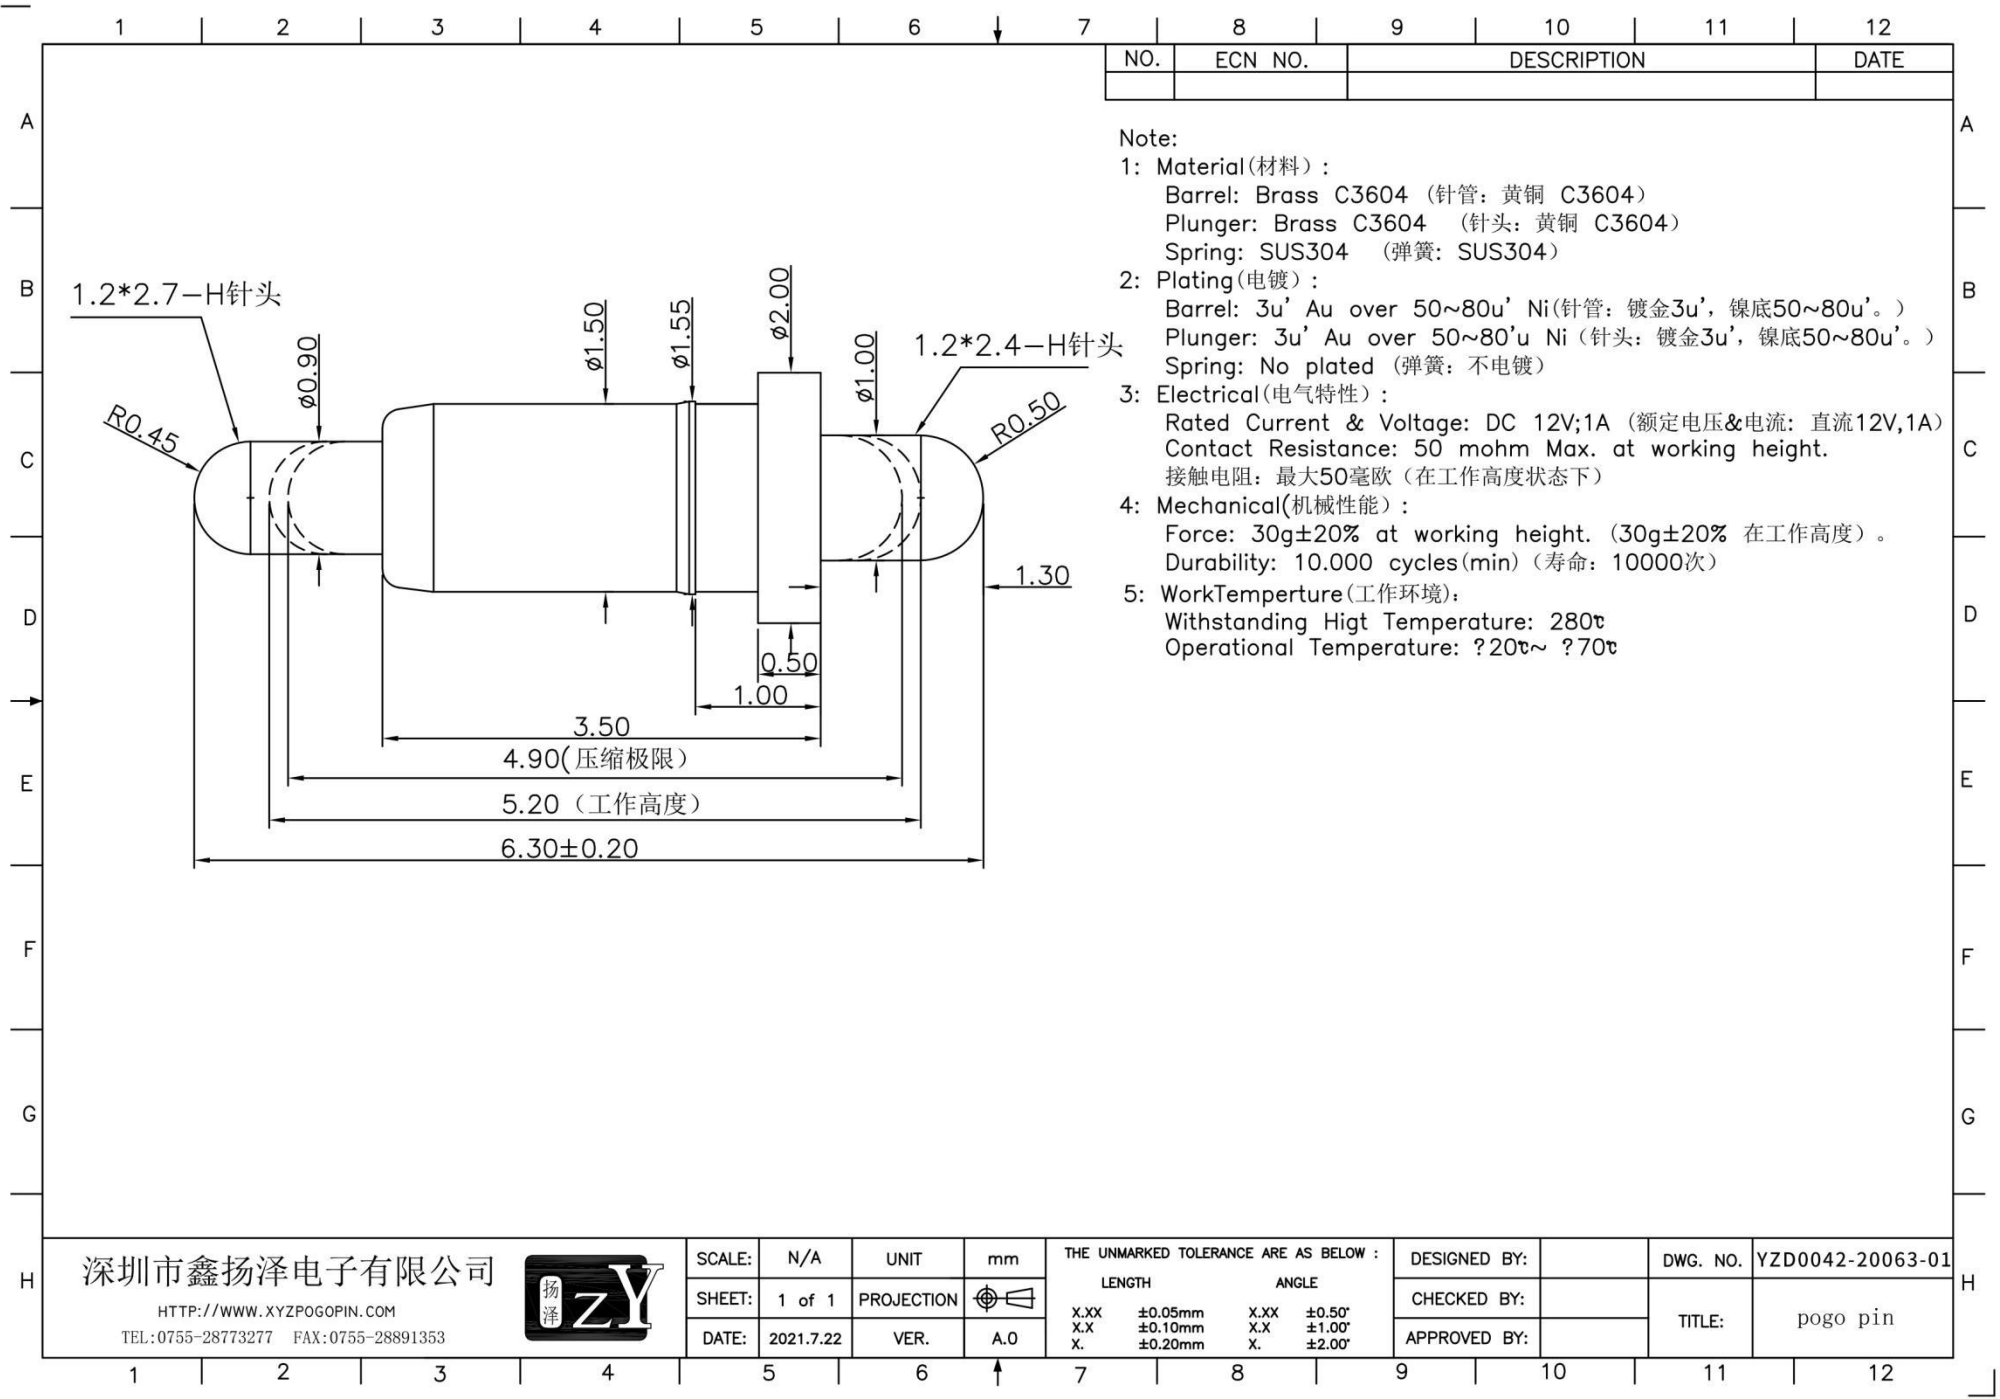 1 2 3 4 5 6 7 8 9 10 11 12
NO. ECN NO. DESCRIPTION DATE
A A
B B
C C
D D
E E
F F
G G
H H
Note:
1: Material(材料）:
Barrel: Brass C3604 （针管：黄铜 C3604）
Plunger: Brass C3604 （针头：黄铜 C3604）
Spring: SUS304 （弹簧: SUS304）
2: Plating(电镀）:
Barrel: 3u' Au over 50~80u' Ni(针管：镀金3u'，镍底50~80u'。）
Plunger: 3u' Au over 50~80'u Ni（针头：镀金3u'，镍底50~80u'。）
Spring: No plated （弹簧：不电镀）
3: Electrical(电气特性）:
Rated Current & Voltage: DC 12V;1A （额定电压&电流: 直流12V,1A）
Contact Resistance: 50 mohm Max. at working height.
接触电阻：最大50毫欧（在工作高度状态下）
4: Mechanical(机械性能）:
Force: 30g±20% at working height. (30g±20% 在工作高度）。
Durability: 10.000 cycles(min)（寿命：10000次）
5: WorkTemperture(工作环境):
Withstanding Higt Temperature: 280℃
Operational Temperature: ?20℃~ ?70℃
1.2*2.7-H针头
R0.45
ø0.90
ø1.50
ø1.55
ø2.00
ø1.00
1.2*2.4-H针头
R0.50
1.30
0.50
1.00
3.50
4.90(压缩极限）
5.20（工作高度）
6.30±0.20
深圳市鑫扬泽电子有限公司
HTTP://WWW.XYZPOGOPIN.COM
TEL:0755-28773277 FAX:0755-28891353
扬泽 ZY
SCALE: N/A UNIT mm
SHEET: 1 of 1 PROJECTION
DATE: 2021.7.22 VER. A.0
THE UNMARKED TOLERANCE ARE AS BELOW :
LENGTH ANGLE
X.XX ±0.05mm X.XX ±0.50°
X.X ±0.10mm X.X ±1.00°
X. ±0.20mm X. ±2.00°
DESIGNED BY:
CHECKED BY:
APPROVED BY:
DWG. NO. YZD0042-20063-01
TITLE: pogo pin
1 2 3 4 5 6 7 8 9 10 11 12